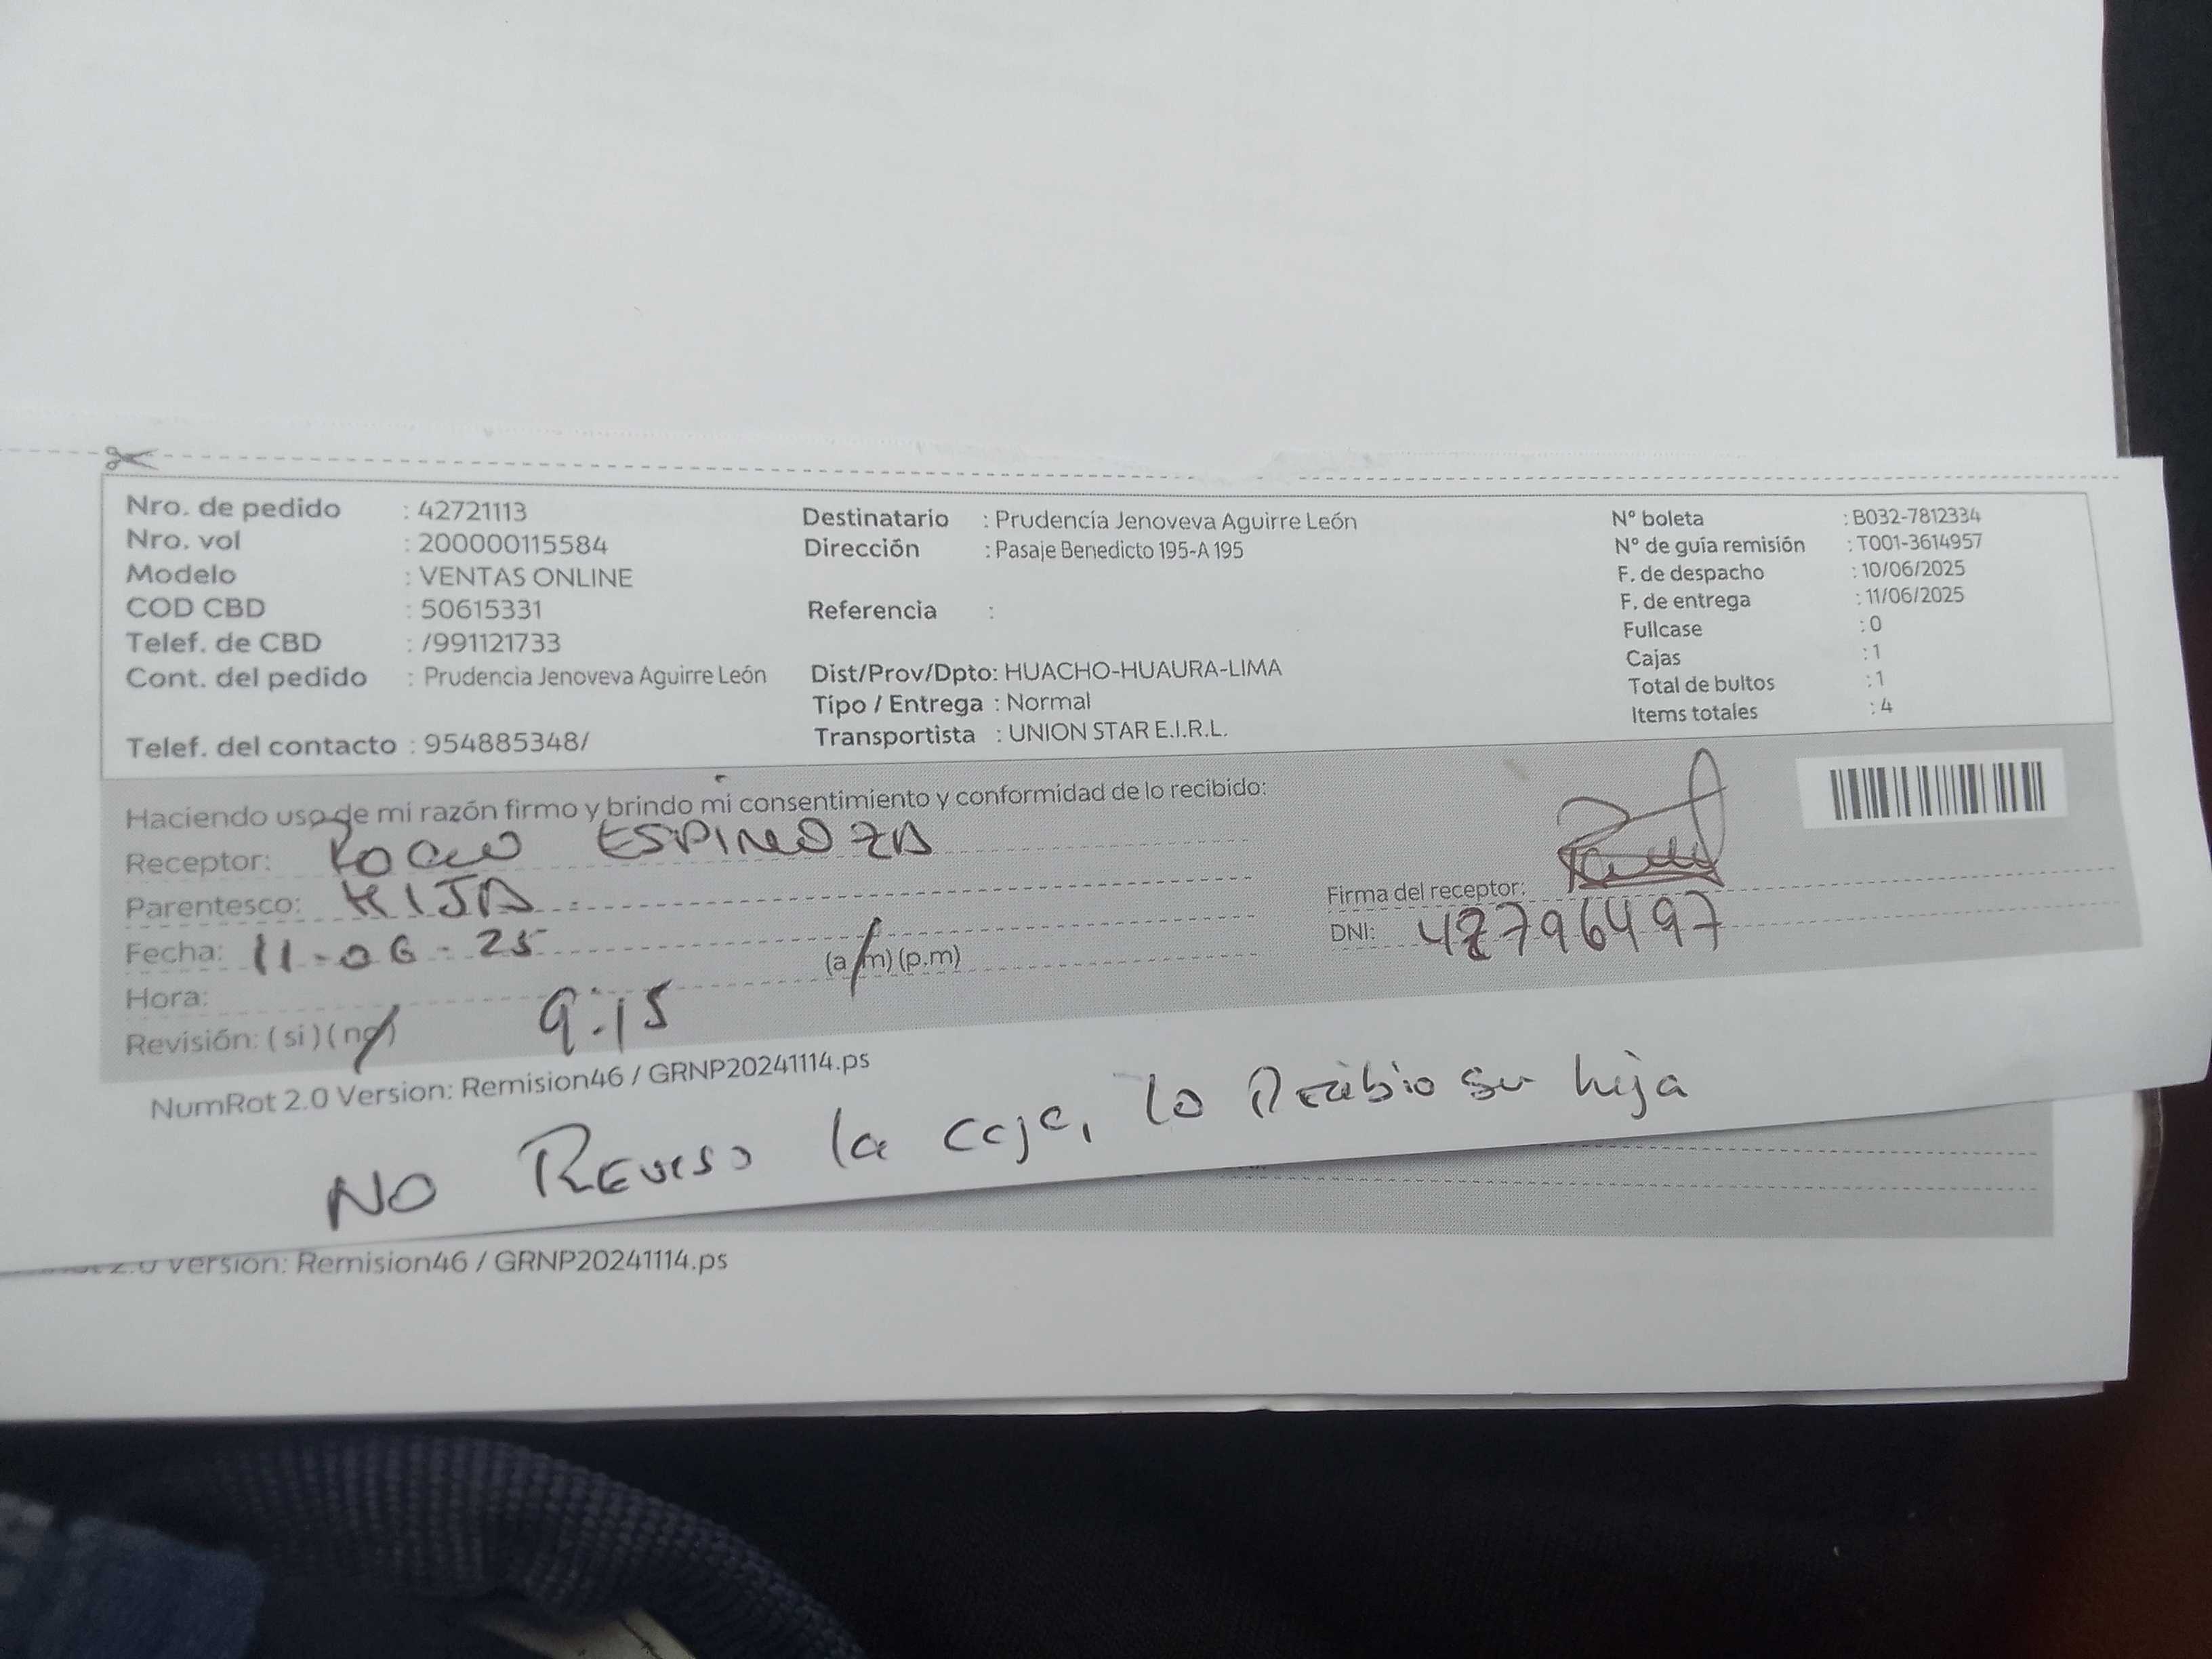 Nro. de pedido : 42721113
Nro. vol : 200000115584
Modelo : VENTAS ONLINE
COD CBD : 50615331
Telef. de CBD : /991121733
Cont. del pedido : Prudencia Jenoveva Aguirre León
Telef. del contacto : 954885348/
Destinatario : Prudencia Jenoveva Aguirre León
Dirección : Pasaje Benedicto 195-A 195
Referencia :
Dist/Prov/Dpto: HUACHO-HUAURA-LIMA
Tipo / Entrega : Normal
Transportista : UNION STAR E.I.R.L.
N° boleta : B032-7812334
N° de guía remisión : T001-3614957
F. de despacho : 10/06/2025
F. de entrega : 11/06/2025
Fullcase : 0
Cajas : 1
Total de bultos : 1
Items totales : 4
Haciendo uso de mi razón firmo y brindo mi consentimiento y conformidad de lo recibido:
Receptor: Rocio ESPINOZA
Parentesco: HIJA
Fecha: 11-06-25
Hora: 9:15 (a/m) (p.m)
Revisión: ( si ) ( no )
Firma del receptor:
DNI: 42796497
NumRot 2.0 Version: Remision46 / GRNP20241114.ps
NO Reviso la caja, lo Recibio su hija
2.0 Version: Remision46 / GRNP20241114.ps